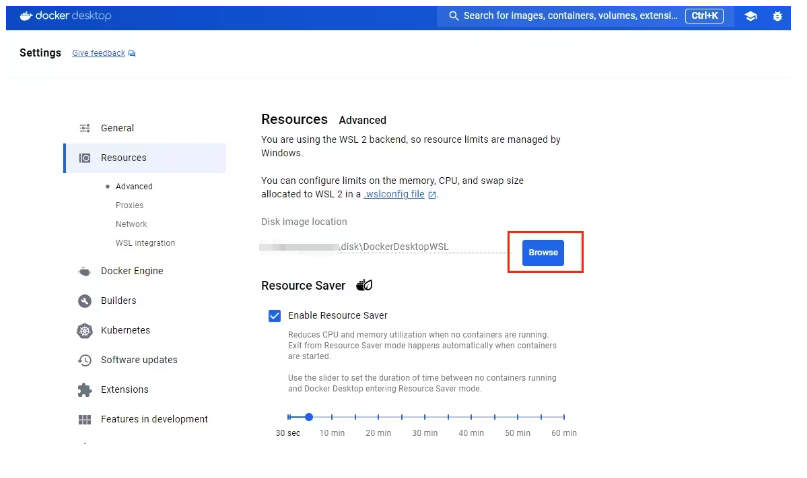 docker desktop
Search for images, containers, volumes, extensi... Ctrl+K
Settings Give feedback
General
Resources
Advanced
Proxies
Network
WSL integration
Docker Engine
Builders
Kubernetes
Software updates
Extensions
Features in development
Resources Advanced
You are using the WSL 2 backend, so resource limits are managed by
Windows.
You can configure limits on the memory, CPU, and swap size
allocated to WSL 2 in a .wslconfig file.
Disk image location
disk\DockerDesktopWSL
Browse
Resource Saver
Enable Resource Saver
Reduces CPU and memory utilization when no containers are running.
Exit from Resource Saver mode happens automatically when containers
are started.
Use the slider to set the duration of time between no containers running
and Docker Desktop entering Resource Saver mode.
30 sec 10 min 20 min 30 min 40 min 50 min 60 min